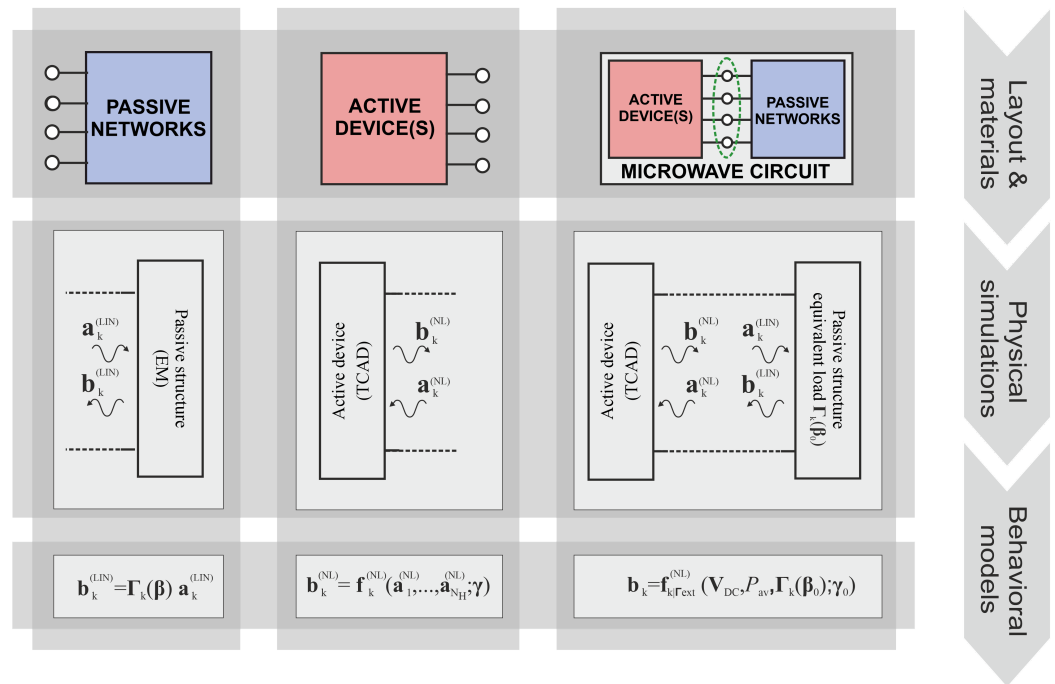 PASSIVE
NETWORKS
ACTIVE
DEVICE(S)
ACTIVE
DEVICE(S)
PASSIVE
NETWORKS
MICROWAVE CIRCUIT
Layout &
materials
a_k^(LIN)
b_k^(LIN)
Passive structure
(EM)
Active device
(TCAD)
b_k^(NL)
a_k^(NL)
Active device
(TCAD)
b_k^(NL)
a_k^(NL)
a_k^(LIN)
b_k^(LIN)
Passive structure
equivalent load Γ_k(β_0)
Physical
simulations
b_k^(LIN)=Γ_k(β) a_k^(LIN)
b_k^(NL)= f_k^(NL)(a_1^(NL),...,a_{N_H}^(NL);γ)
b_k=f_{k|Γext}^(NL) (V_DC,P_av,Γ_k(β_0);γ_0)
Behavioral
models